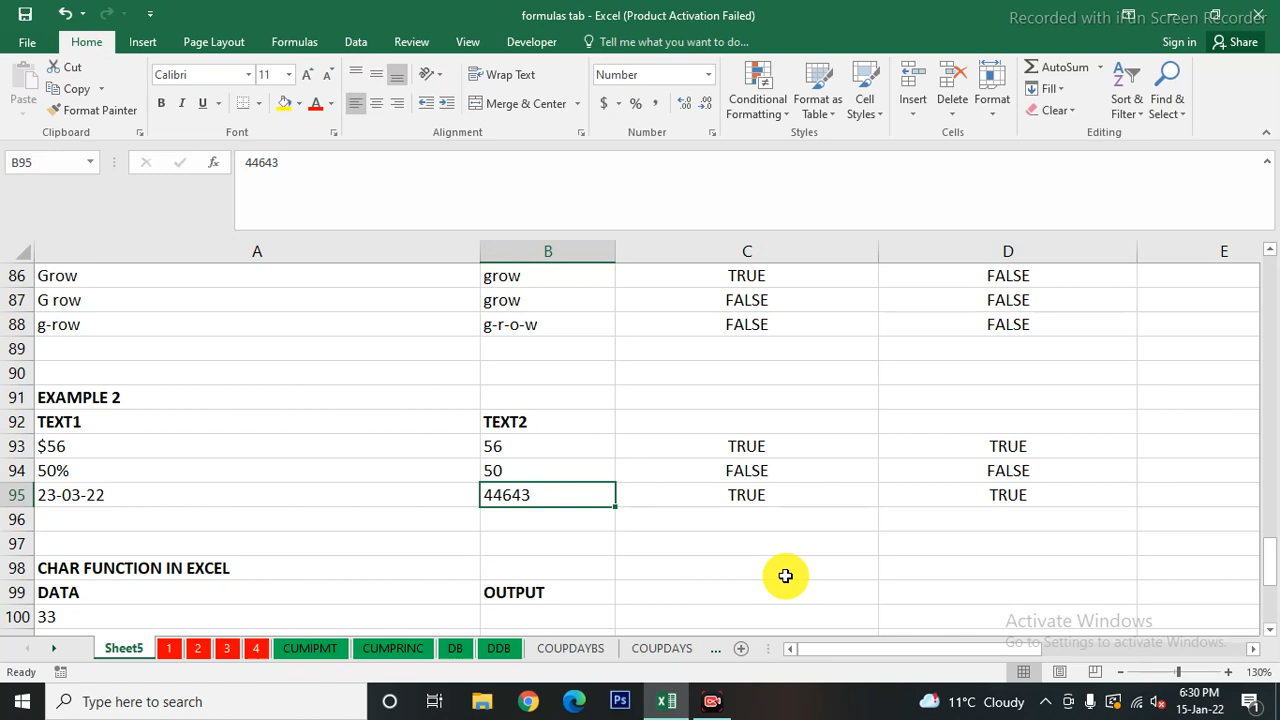 formulas tab - Excel (Product Activation Failed)
Recorded with iTop Screen Recorder
File Home Insert Page Layout Formulas Data Review View Developer Tell me what you want to do... Sign in Share
Paste Cut Copy Format Painter Clipboard
Calibri 11 B I U A Font
Wrap Text Merge & Center Alignment
Number $ % , Number
Conditional Formatting Format as Table Cell Styles Styles
Insert Delete Format Cells
AutoSum Fill Clear Sort & Filter Find & Select Editing
B95 fx 44643
A B C D E
86 Grow grow TRUE FALSE
87 G row grow FALSE FALSE
88 g-row g-r-o-w FALSE FALSE
89
90
91 EXAMPLE 2
92 TEXT1 TEXT2
93 $56 56 TRUE TRUE
94 50% 50 FALSE FALSE
95 23-03-22 44643 TRUE TRUE
96
97
98 CHAR FUNCTION IN EXCEL
99 DATA OUTPUT
100 33
Activate Windows
Go to Settings to activate Windows.
Sheet5 1 2 3 4 CUMIPMT CUMPRINC DB DDB COUPDAYBS COUPDAYS ...
Ready 130%
Type here to search Ps 11°C Cloudy 6:30 PM
15-Jan-22 1